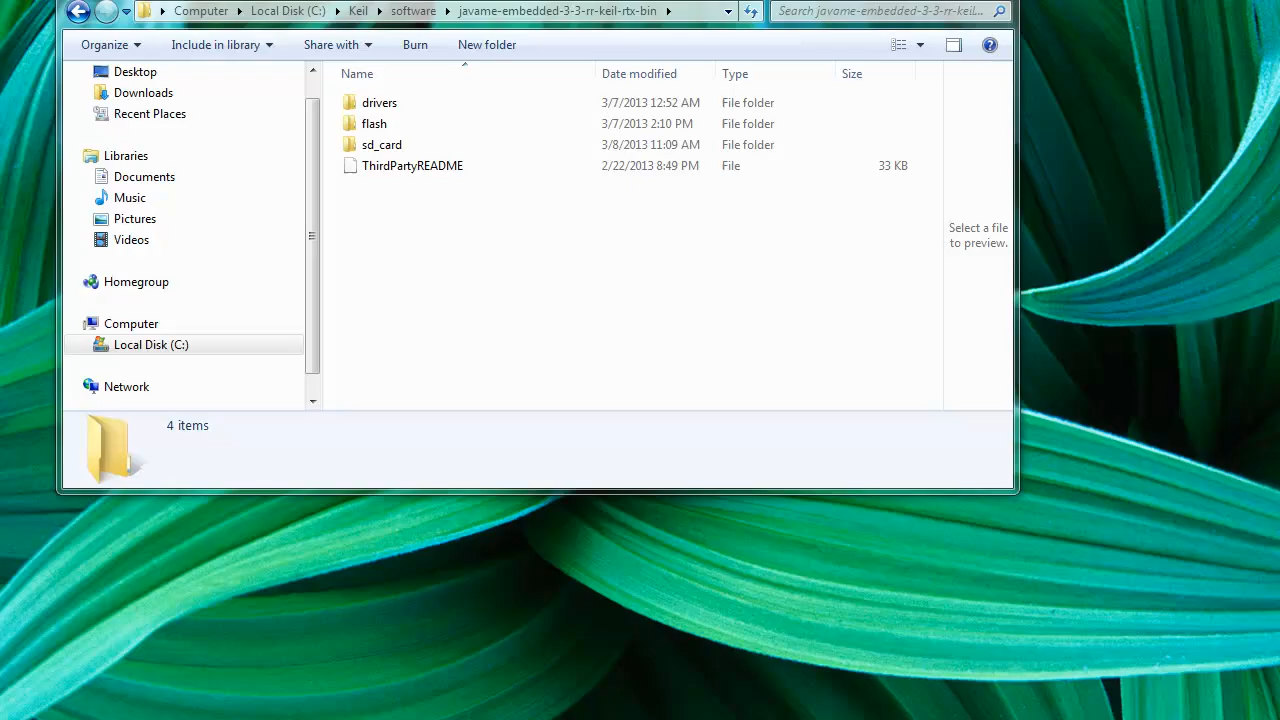 Computer Local Disk (C:) Keil software javame-embedded-3-3-rr-keil-rtx-bin Search javame-embedded-3-3-rr-keil...
Organize Include in library Share with Burn New folder
Name Date modified Type Size
Desktop
Downloads
Recent Places
Libraries
Documents
Music
Pictures
Videos
Homegroup
Computer
Local Disk (C:)
Network
drivers 3/7/2013 12:52 AM File folder
flash 3/7/2013 2:10 PM File folder
sd_card 3/8/2013 11:09 AM File folder
ThirdPartyREADME 2/22/2013 8:49 PM File 33 KB
Select a file
to preview.
4 items